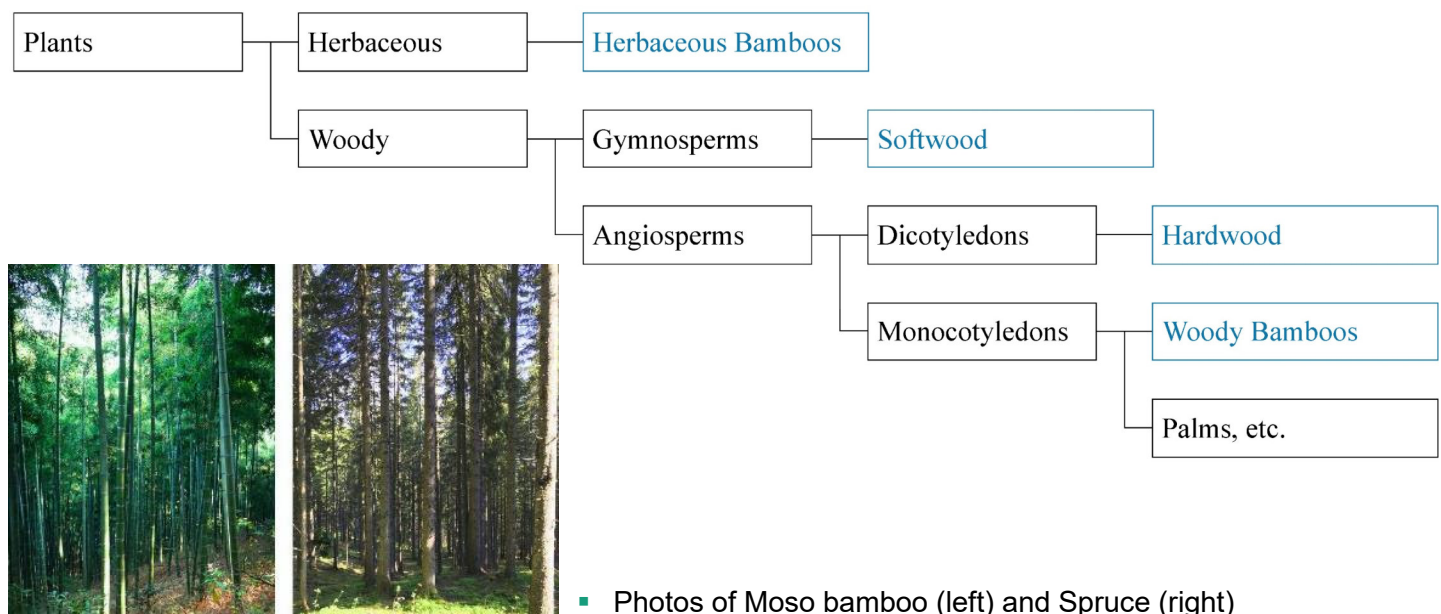 Plants
Herbaceous
Herbaceous Bamboos
Woody
Gymnosperms
Softwood
Angiosperms
Dicotyledons
Hardwood
Monocotyledons
Woody Bamboos
Palms, etc.
▪ Photos of Moso bamboo (left) and Spruce (right)